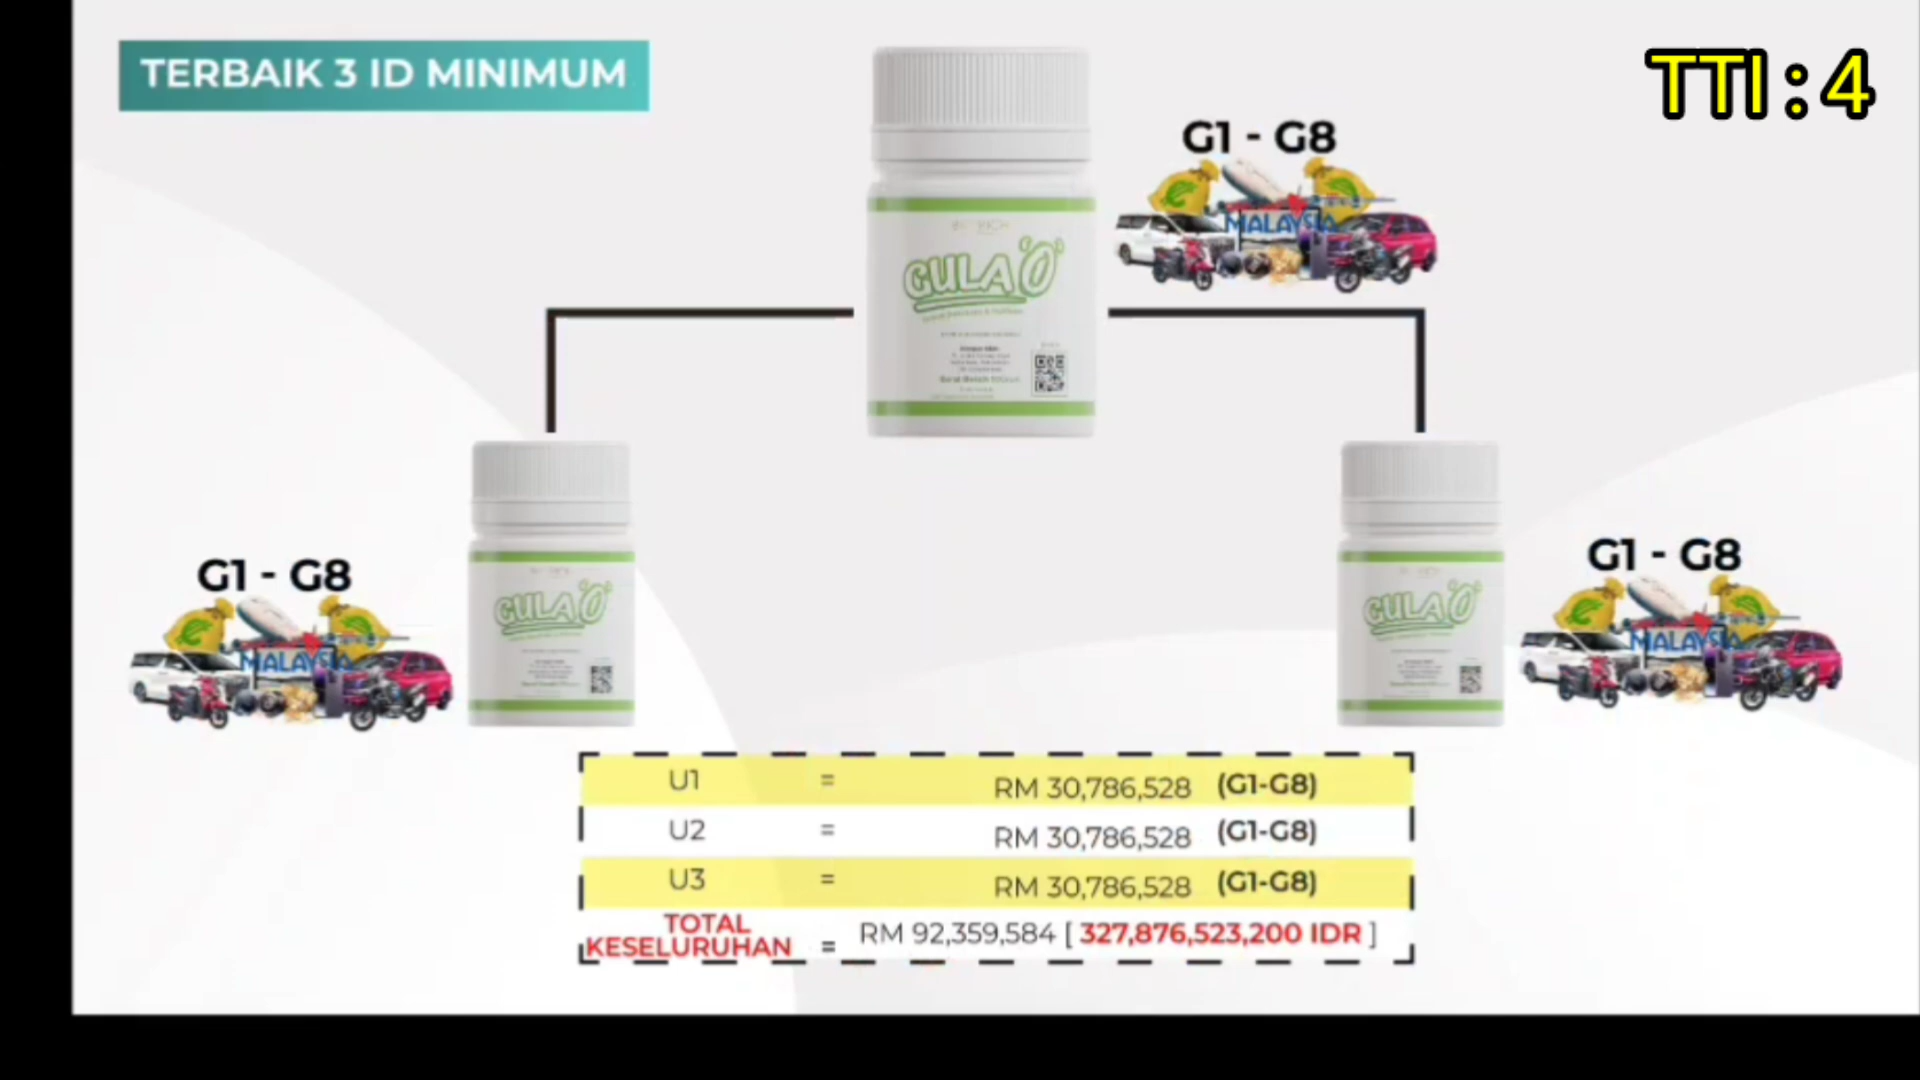 TERBAIK 3 ID MINIMUM
TTI:4
G1 - G8
MALAYSIA
GULA O
G1 - G8
MALAYSIA
GULA O
GULA O
G1 - G8
MALAYSIA
U1 = RM 30,786,528 (G1-G8)
U2 = RM 30,786,528 (G1-G8)
U3 = RM 30,786,528 (G1-G8)
TOTAL KESELURUHAN = RM 92,359,584 [ 327,876,523,200 IDR ]